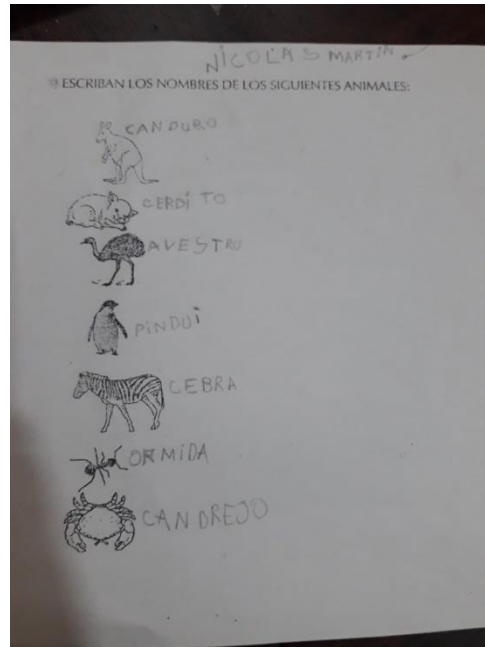 NICOLAS MARTIN
ESCRIBAN LOS NOMBRES DE LOS SIGUIENTES ANIMALES:
CANDURO
CERDITO
AVESTRU
PINDUI
CEBRA
ORMIDA
CANDREJO